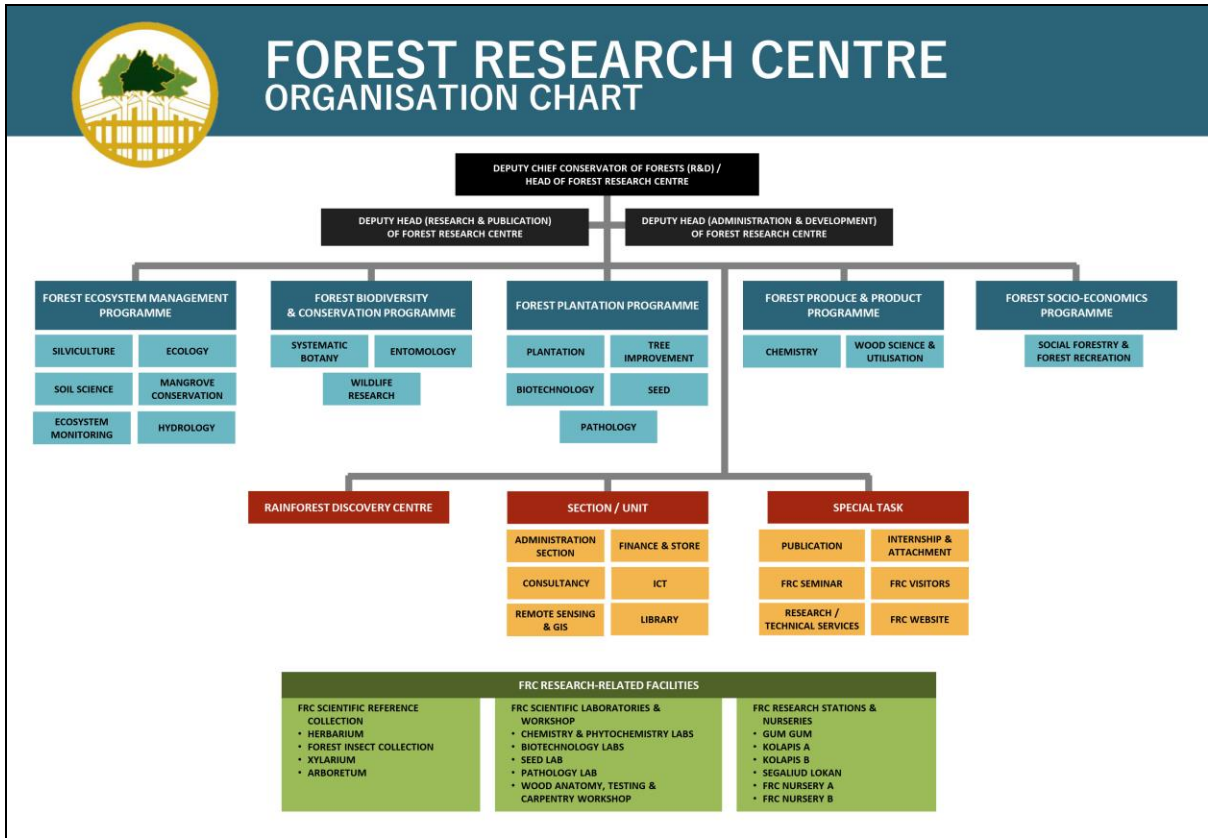 FOREST RESEARCH CENTRE
ORGANISATION CHART
DEPUTY CHIEF CONSERVATOR OF FORESTS (R&D) /
HEAD OF FOREST RESEARCH CENTRE
DEPUTY HEAD (RESEARCH & PUBLICATION)
OF FOREST RESEARCH CENTRE
DEPUTY HEAD (ADMINISTRATION & DEVELOPMENT)
OF FOREST RESEARCH CENTRE
FOREST ECOSYSTEM MANAGEMENT
PROGRAMME
SILVICULTURE
ECOLOGY
SOIL SCIENCE
MANGROVE
CONSERVATION
ECOSYSTEM
MONITORING
HYDROLOGY
FOREST BIODIVERSITY
& CONSERVATION PROGRAMME
SYSTEMATIC
BOTANY
ENTOMOLOGY
WILDLIFE
RESEARCH
FOREST PLANTATION PROGRAMME
PLANTATION
TREE
IMPROVEMENT
BIOTECHNOLOGY
SEED
PATHOLOGY
FOREST PRODUCE & PRODUCT
PROGRAMME
CHEMISTRY
WOOD SCIENCE &
UTILISATION
FOREST SOCIO-ECONOMICS
PROGRAMME
SOCIAL FORESTRY &
FOREST RECREATION
RAINFOREST DISCOVERY CENTRE
SECTION / UNIT
ADMINISTRATION
SECTION
FINANCE & STORE
CONSULTANCY
ICT
REMOTE SENSING
& GIS
LIBRARY
SPECIAL TASK
PUBLICATION
INTERNSHIP &
ATTACHMENT
FRC SEMINAR
FRC VISITORS
RESEARCH /
TECHNICAL SERVICES
FRC WEBSITE
FRC RESEARCH-RELATED FACILITIES
FRC SCIENTIFIC REFERENCE
COLLECTION
• HERBARIUM
• FOREST INSECT COLLECTION
• XYLARIUM
• ARBORETUM
FRC SCIENTIFIC LABORATORIES &
WORKSHOP
• CHEMISTRY & PHYTOCHEMISTRY LABS
• BIOTECHNOLOGY LABS
• SEED LAB
• PATHOLOGY LAB
• WOOD ANATOMY, TESTING &
CARPENTRY WORKSHOP
FRC RESEARCH STATIONS &
NURSERIES
• GUM GUM
• KOLAPIS A
• KOLAPIS B
• SEGALIUD LOKAN
• FRC NURSERY A
• FRC NURSERY B